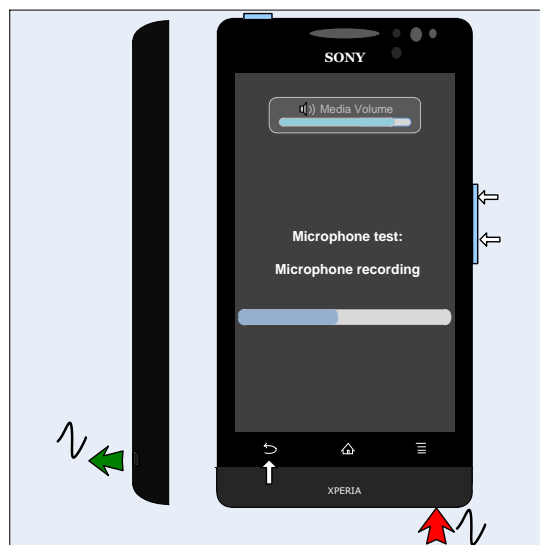 SONY
Media Volume
Microphone test:
Microphone recording
XPERIA